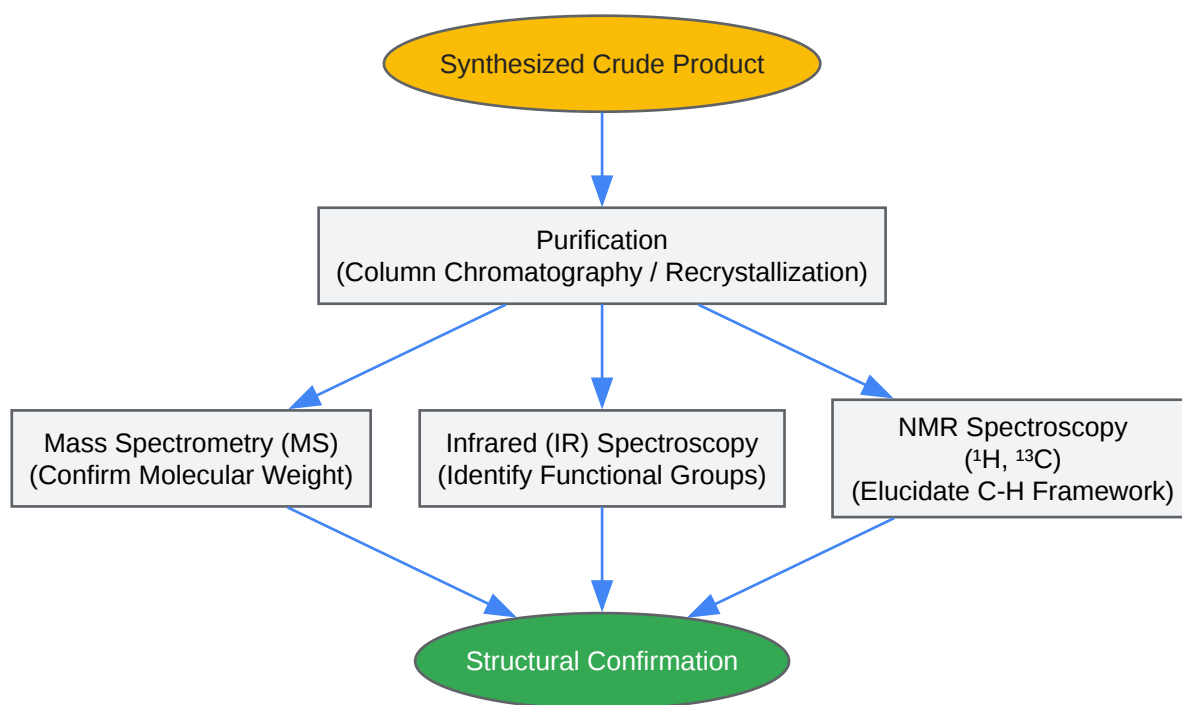 Synthesized Crude Product
Purification
(Column Chromatography / Recrystallization)
Mass Spectrometry (MS)
(Confirm Molecular Weight)
Infrared (IR) Spectroscopy
(Identify Functional Groups)
NMR Spectroscopy
(¹H, ¹³C)
(Elucidate C-H Framework)
Structural Confirmation